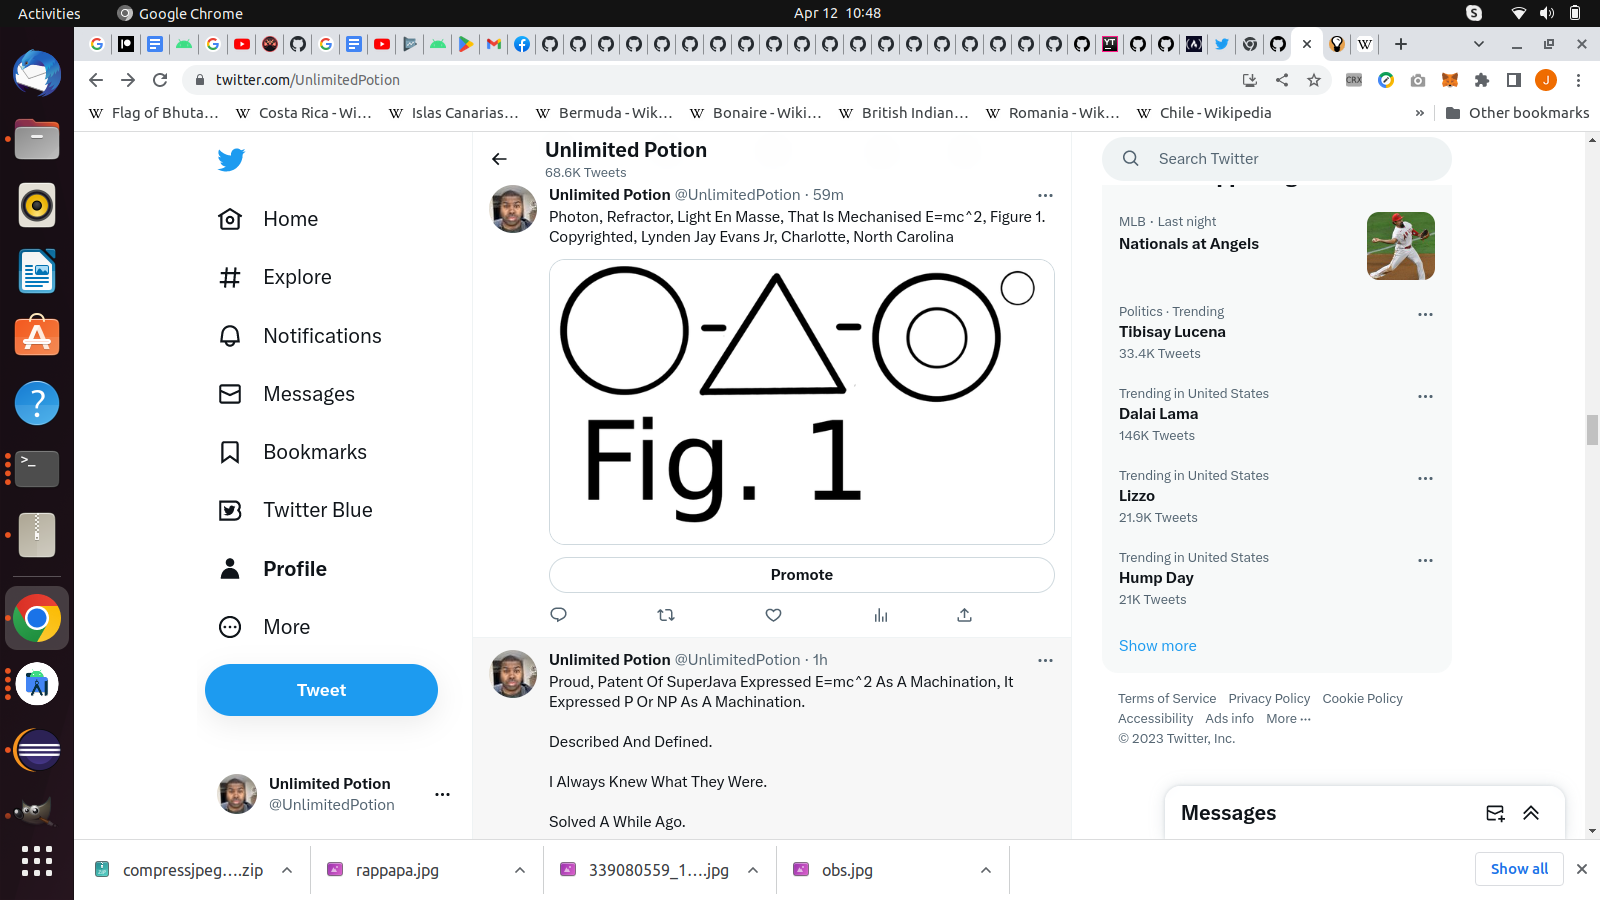 Activities
Google Chrome
Apr 12 10:48
twitter.com/UnlimitedPotion
Flag of Bhuta…
Costa Rica - Wi…
Islas Canarias…
Bermuda - Wik…
Bonaire - Wiki…
British Indian…
Romania - Wik…
Chile - Wikipedia
»
Other bookmarks
Home
Explore
Notifications
Messages
Bookmarks
Twitter Blue
Profile
More
Tweet
Unlimited Potion
@UnlimitedPotion
Unlimited Potion
68.6K Tweets
Unlimited Potion @UnlimitedPotion · 59m
Photon, Refractor, Light En Masse, That Is Mechanised E=mc^2, Figure 1.
Copyrighted, Lynden Jay Evans Jr, Charlotte, North Carolina
Fig. 1
Promote
Unlimited Potion @UnlimitedPotion · 1h
Proud, Patent Of SuperJava Expressed E=mc^2 As A Machination, It
Expressed P Or NP As A Machination.
Described And Defined.
I Always Knew What They Were.
Solved A While Ago.
Search Twitter
MLB · Last night
Nationals at Angels
Politics · Trending
Tibisay Lucena
33.4K Tweets
Trending in United States
Dalai Lama
146K Tweets
Trending in United States
Lizzo
21.9K Tweets
Trending in United States
Hump Day
21K Tweets
Show more
Terms of Service Privacy Policy Cookie Policy
Accessibility Ads info More ···
© 2023 Twitter, Inc.
Messages
compressjpeg….zip
rappapa.jpg
339080559_1….jpg
obs.jpg
Show all